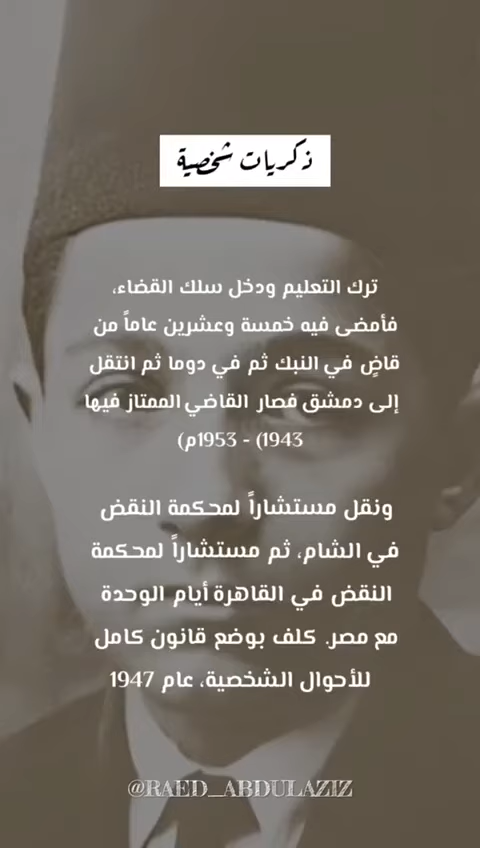 ذكريات شخصية
ترك التعليم ودخل سلك القضاء،
فأمضى فيه خمسة وعشرين عاماً من
قاضٍ في النبك ثم في دوما ثم انتقل
إلى دمشق فصار القاضي الممتاز فيها
1943) - 1953م)
ونقل مستشاراً لمحكمة النقض
في الشام، ثم مستشاراً لمحكمة
النقض في القاهرة أيام الوحدة
مع مصر. كلف بوضع قانون كامل
للأحوال الشخصية، عام 1947
@RAED_ABDULAZIZ